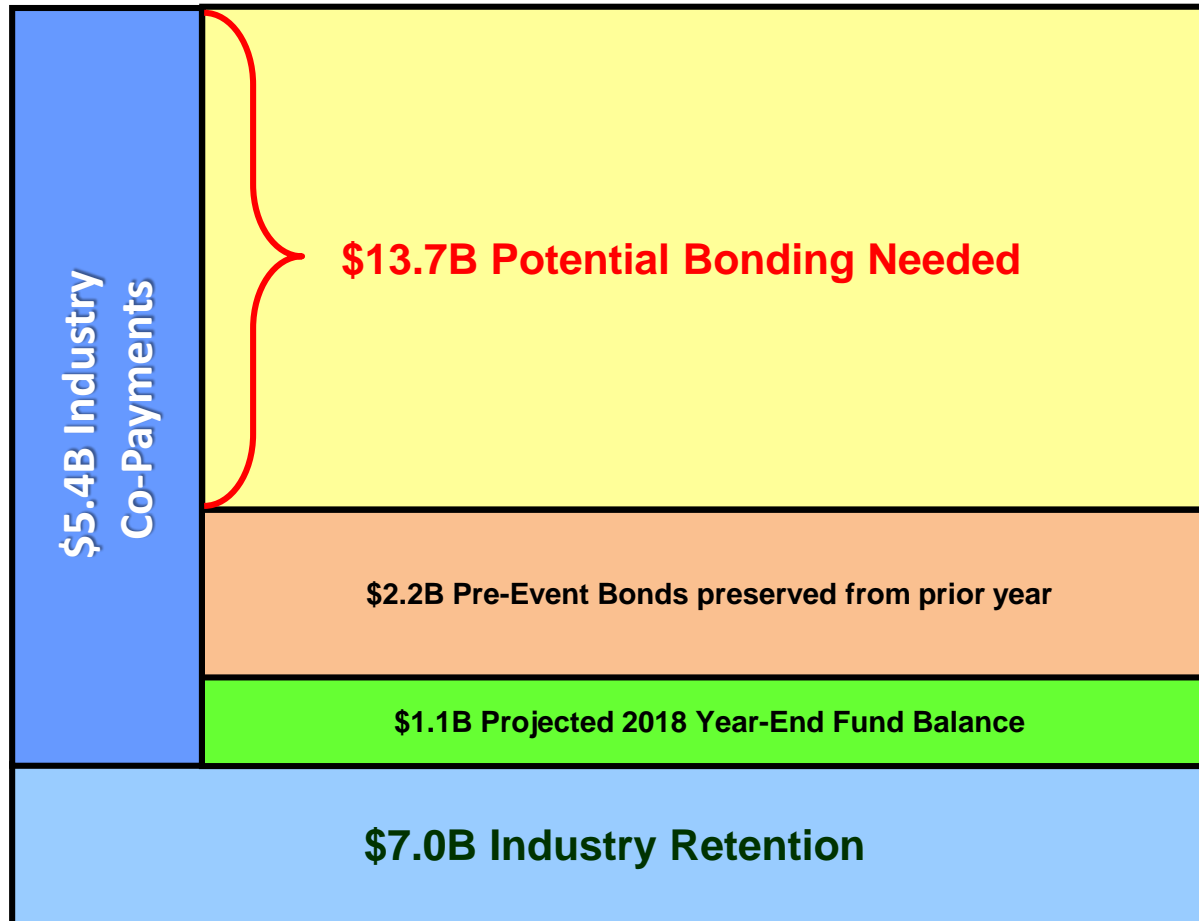 $5.4B Industry
Co-Payments
$13.7B Potential Bonding Needed
$2.2B Pre-Event Bonds preserved from prior year
$1.1B Projected 2018 Year-End Fund Balance
$7.0B Industry Retention